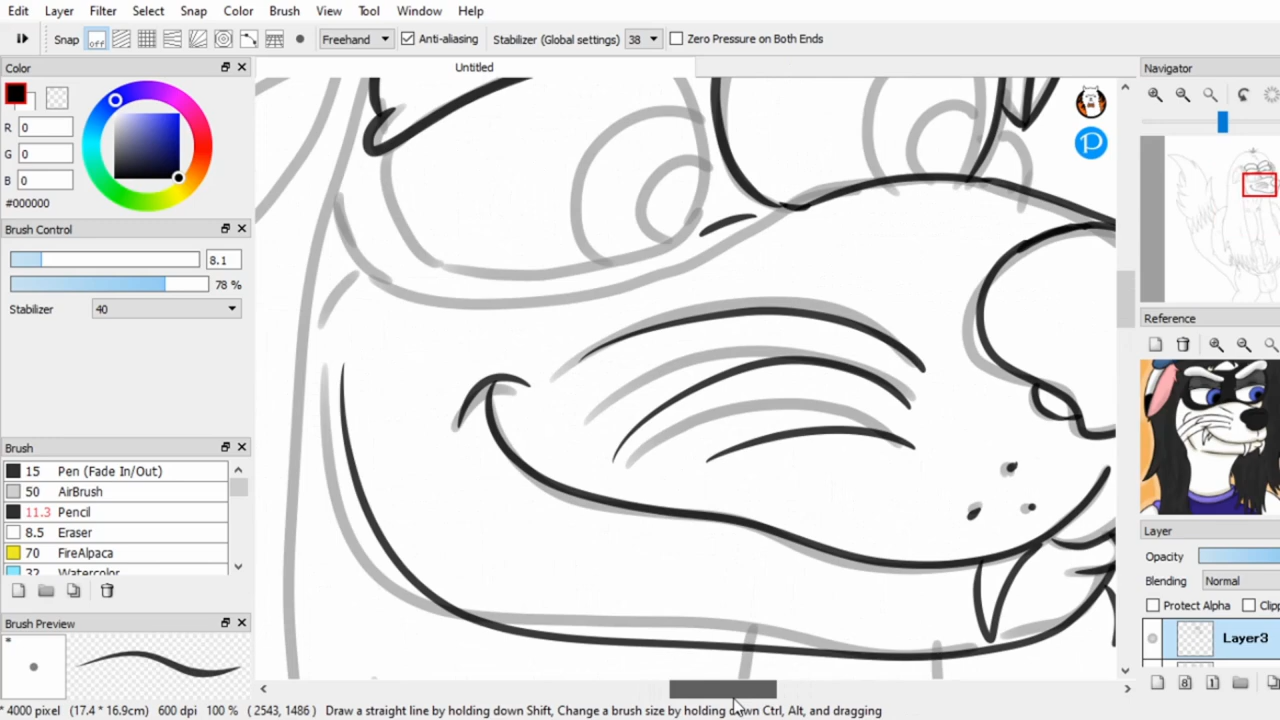 Edit Layer Filter Select Snap Color Brush View Tool Window Help
Snap off Freehand Anti-aliasing Stabilizer (Global settings) 38 Zero Pressure on Both Ends
Color
Untitled
Navigator
R 0
G 0
B 0
#000000
Brush Control
8.1
78 %
Stabilizer 40
Reference
Brush
15 Pen (Fade In/Out)
50 AirBrush
11.3 Pencil
8.5 Eraser
70 FireAlpaca
32 Watercolor
Layer
Opacity
Blending Normal
Protect Alpha Clipp
Layer3
Brush Preview
* 4000 pixel (17.4 * 16.9cm) 600 dpi 100 % ( 2543, 1486 ) Draw a straight line by holding down Shift, Change a brush size by holding down Ctrl, Alt, and dragging